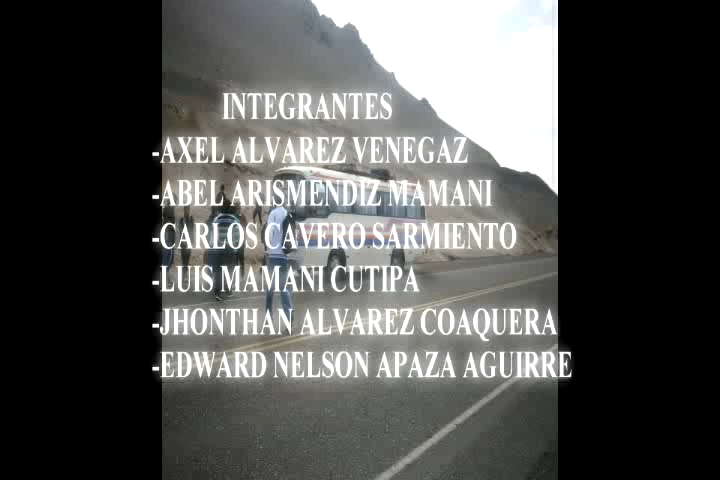 INTEGRANTES
-AXEL ALVAREZ VENEGAZ
-ABEL ARISMENDIZ MAMANI
-CARLOS CAVERO SARMIENTO
-LUIS MAMANI CUTIPA
-JHONTHAN ALVAREZ COAQUERA
-EDWARD NELSON APAZA AGUIRRE